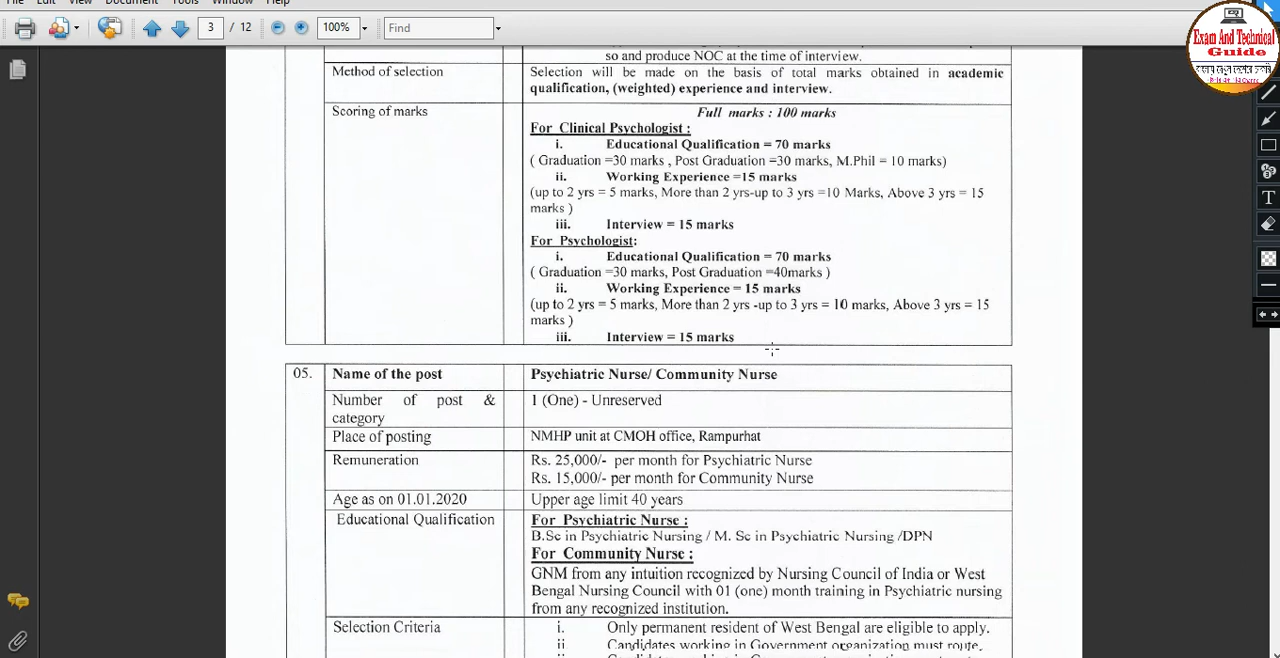 File Edit View Document Tools Window Help
3 / 12 100% Find
Exam And Technical
Guide
so and produce NOC at the time of interview.
Method of selection Selection will be made on the basis of total marks obtained in academic
qualification, (weighted) experience and interview.
Scoring of marks Full marks : 100 marks
For Clinical Psychologist :
i. Educational Qualification = 70 marks
( Graduation =30 marks , Post Graduation =30 marks, M.Phil = 10 marks)
ii. Working Experience =15 marks
(up to 2 yrs = 5 marks, More than 2 yrs-up to 3 yrs =10 Marks, Above 3 yrs = 15
marks )
iii. Interview = 15 marks
For Psychologist:
i. Educational Qualification = 70 marks
( Graduation =30 marks, Post Graduation =40marks )
ii. Working Experience = 15 marks
(up to 2 yrs = 5 marks, More than 2 yrs -up to 3 yrs = 10 marks, Above 3 yrs = 15
marks )
iii. Interview = 15 marks
05. Name of the post Psychiatric Nurse/ Community Nurse
Number of post & 1 (One) - Unreserved
category
Place of posting NMHP unit at CMOH office, Rampurhat
Remuneration Rs. 25,000/- per month for Psychiatric Nurse
Rs. 15,000/- per month for Community Nurse
Age as on 01.01.2020 Upper age limit 40 years
Educational Qualification For Psychiatric Nurse :
B.Sc in Psychiatric Nursing / M. Sc in Psychiatric Nursing /DPN
For Community Nurse :
GNM from any intuition recognized by Nursing Council of India or West
Bengal Nursing Council with 01 (one) month training in Psychiatric nursing
from any recognized institution.
Selection Criteria i. Only permanent resident of West Bengal are eligible to apply.
ii. Candidates working in Government organization must route,